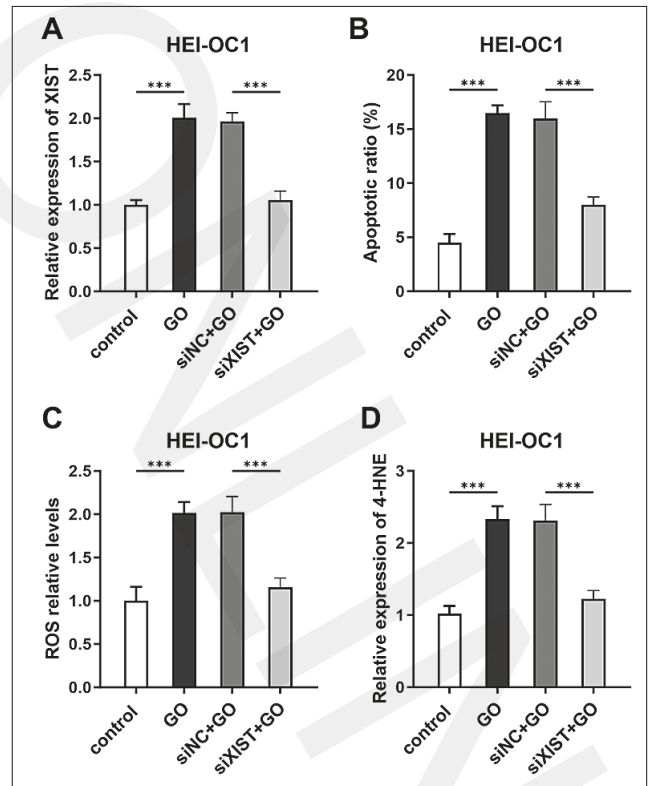 A
HEI-OC1
Relative expression of XIST
2.5
2.0
1.5
1.0
0.5
0.0
***
***
control
GO
siNC+GO
siXIST+GO
B
HEI-OC1
Apoptotic ratio (%)
20
15
10
5
0
***
***
control
GO
siNC+GO
siXIST+GO
C
HEI-OC1
ROS relative levels
2.5
2.0
1.5
1.0
0.5
0.0
***
***
control
GO
siNC+GO
siXIST+GO
D
HEI-OC1
Relative expression of 4-HNE
3
2
1
0
***
***
control
GO
siNC+GO
siXIST+GO